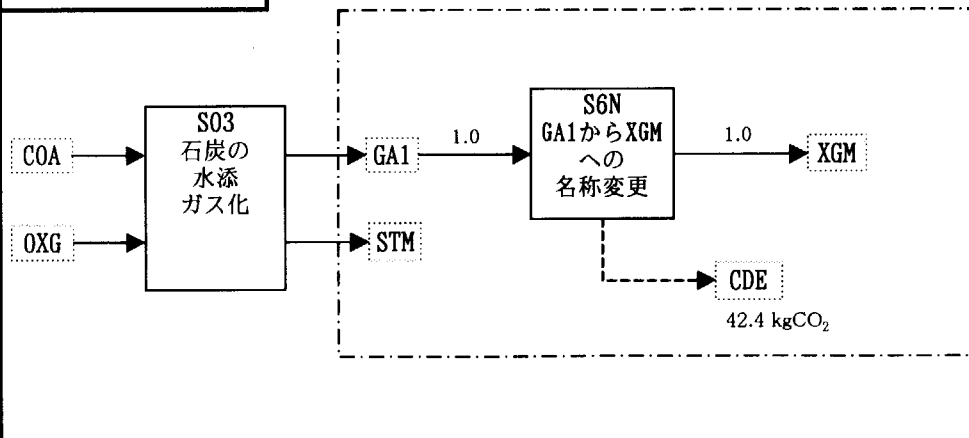 S03
石炭の
水添
ガス化
COA
OXG
GA1
STM
1.0
S6N
GA1からXGM
への
名称変更
1.0
XGM
CDE
42.4 kgCO₂